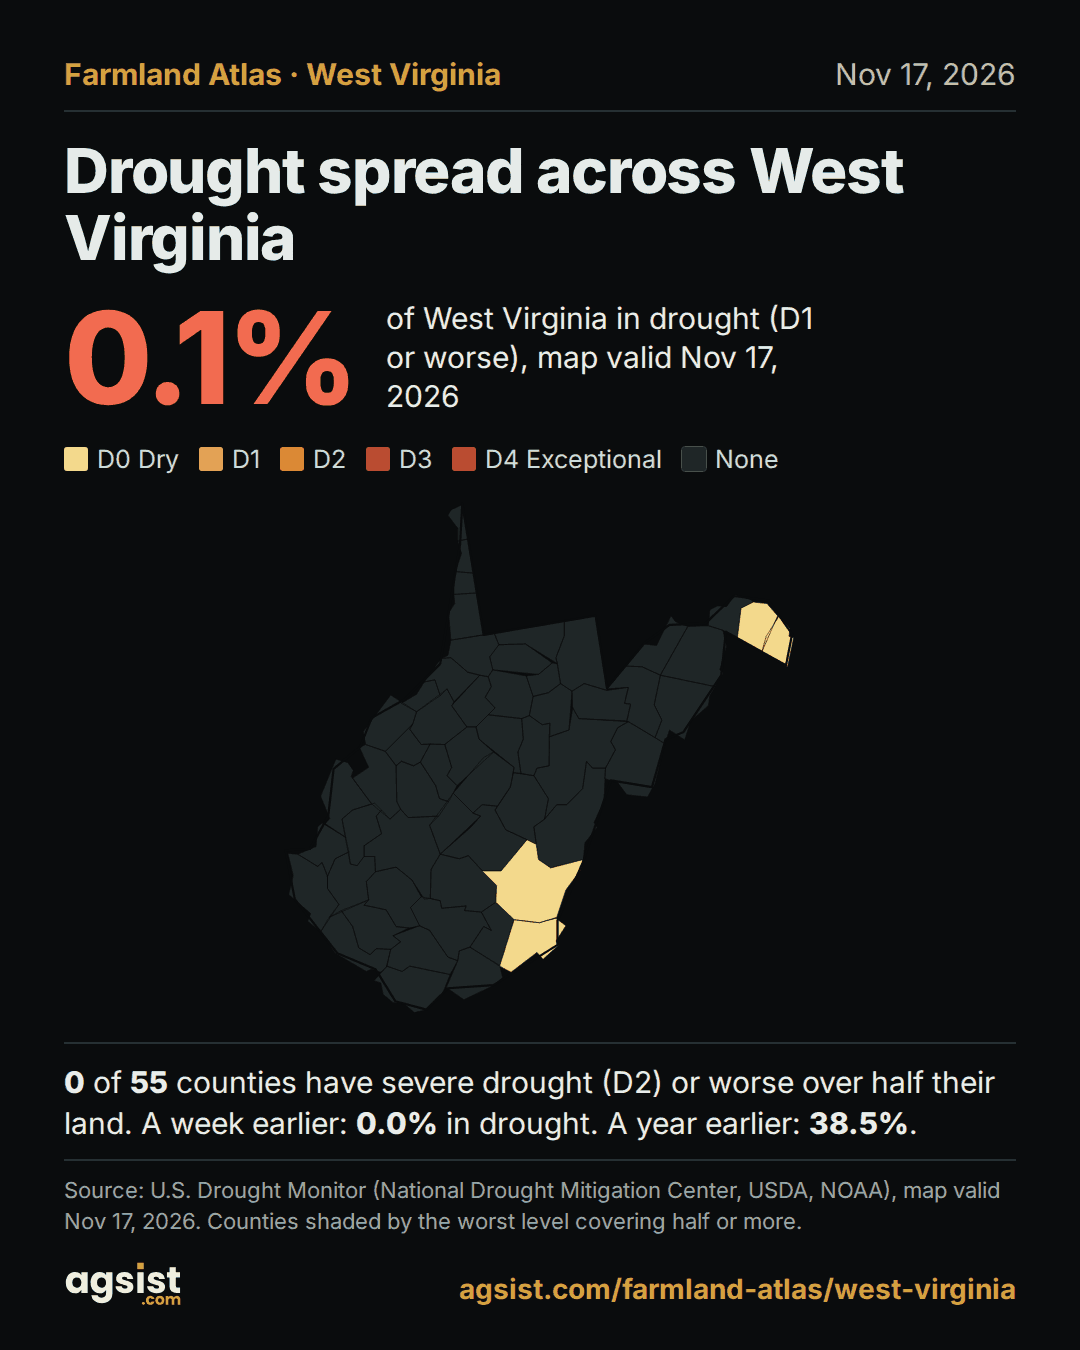 Farmland Atlas · West Virginia
Nov 17, 2026
Drought spread across West
Virginia
0.1%
of West Virginia in drought (D1
or worse), map valid Nov 17,
2026
D0 Dry D1 D2 D3 D4 Exceptional None
0 of 55 counties have severe drought (D2) or worse over half their
land. A week earlier: 0.0% in drought. A year earlier: 38.5%.
Source: U.S. Drought Monitor (National Drought Mitigation Center, USDA, NOAA), map valid
Nov 17, 2026. Counties shaded by the worst level covering half or more.
agsist
.com
agsist.com/farmland-atlas/west-virginia